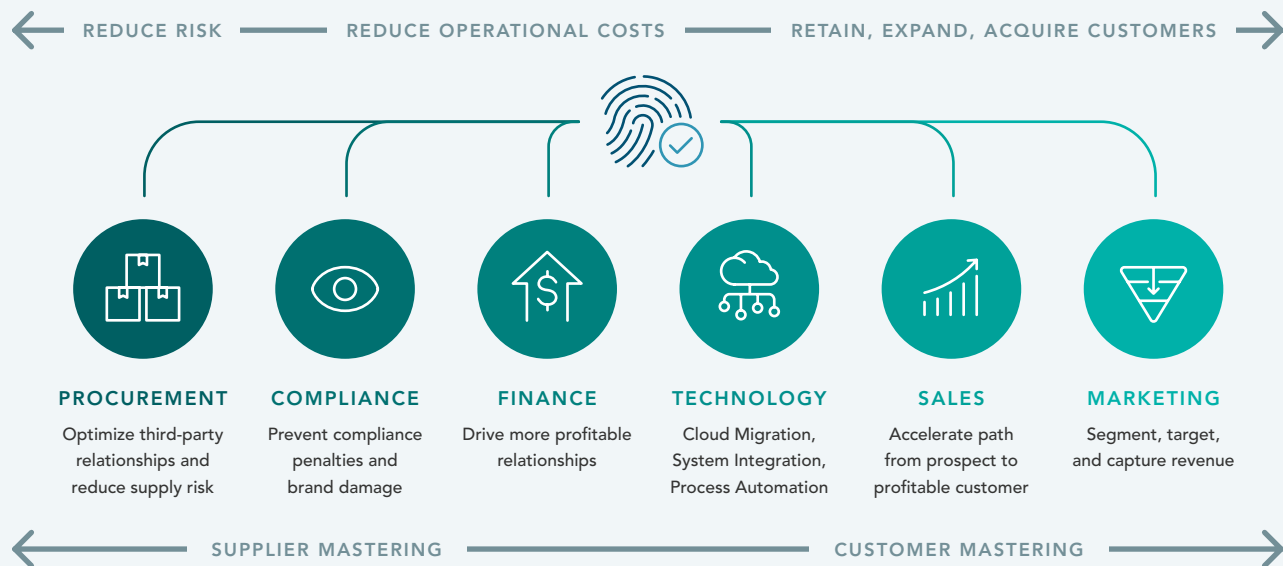 REDUCE RISK
REDUCE OPERATIONAL COSTS
RETAIN, EXPAND, ACQUIRE CUSTOMERS
PROCUREMENT
Optimize third-party
relationships and
reduce supply risk
COMPLIANCE
Prevent compliance
penalties and
brand damage
FINANCE
Drive more profitable
relationships
TECHNOLOGY
Cloud Migration,
System Integration,
Process Automation
SALES
Accelerate path
from prospect to
profitable customer
MARKETING
Segment, target,
and capture revenue
SUPPLIER MASTERING
CUSTOMER MASTERING